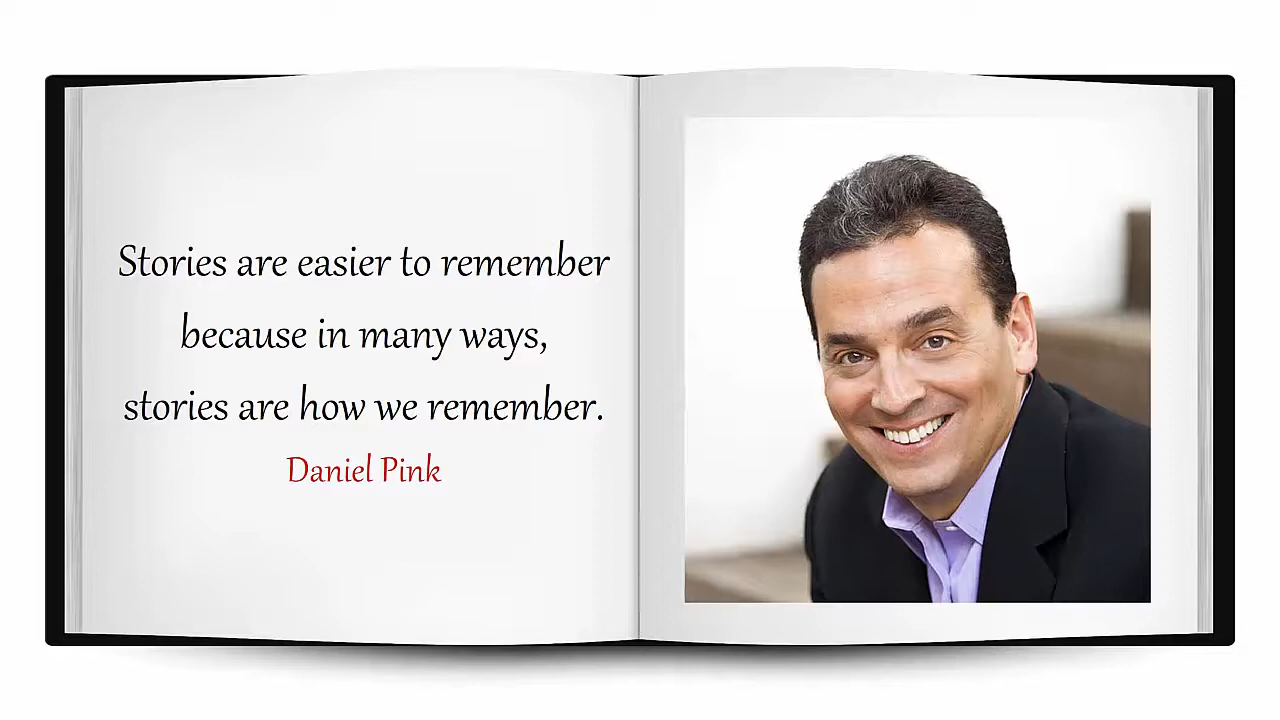 Stories are easier to remember
because in many ways,
stories are how we remember.
Daniel Pink